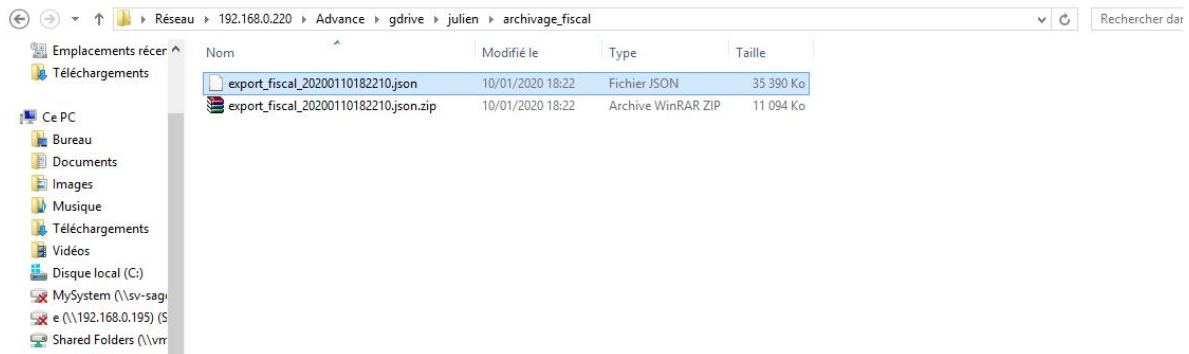 Réseau 192.168.0.220 Advance gdrive julien archivage_fiscal
Rechercher dan
Emplacements récen
Téléchargements
Ce PC
Bureau
Documents
Images
Musique
Téléchargements
Vidéos
Disque local (C:)
MySystem (\\sv-sag
e (\\192.168.0.195) (S
Shared Folders (\\vm
Nom Modifié le Type Taille
export_fiscal_20200110182210.json 10/01/2020 18:22 Fichier JSON 35 390 Ko
export_fiscal_20200110182210.json.zip 10/01/2020 18:22 Archive WinRAR ZIP 11 094 Ko